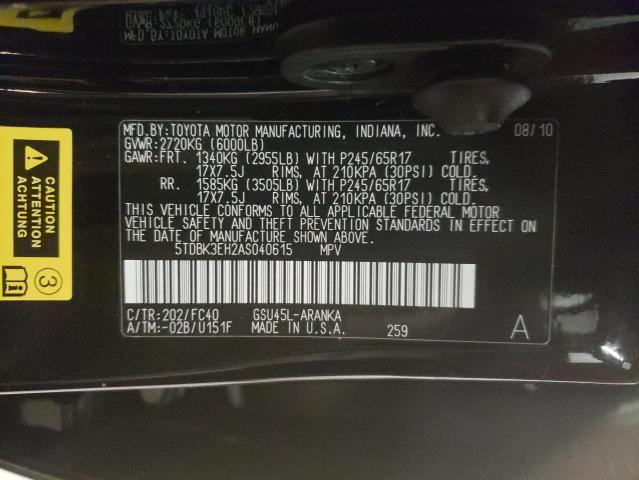 MFD.BY:TOYOTA MOTOR MANUFACTURING, INDIANA, INC. 08/10
GVWR:2720KG (6000LB)
GAWR:FRT. 1340KG (2955LB) WITH P245/65R17 TIRES,
17X7.5J RIMS, AT 210KPA (30PSI) COLD.
RR. 1585KG (3505LB) WITH P245/65R17 TIRES,
17X7.5J RIMS, AT 210KPA (30PSI) COLD.
THIS VEHICLE CONFORMS TO ALL APPLICABLE FEDERAL MOTOR
VEHICLE SAFETY AND THEFT PREVENTION STANDARDS IN EFFECT ON
THE DATE OF MANUFACTURE SHOWN ABOVE.
5TDBK3EH2AS040615 MPV
C/TR:202/FC40 GSU45L-ARANKA
A/TM:-02B/U151F MADE IN U.S.A. 259 A
CAUTION
ATTENTION
ACHTUNG
3